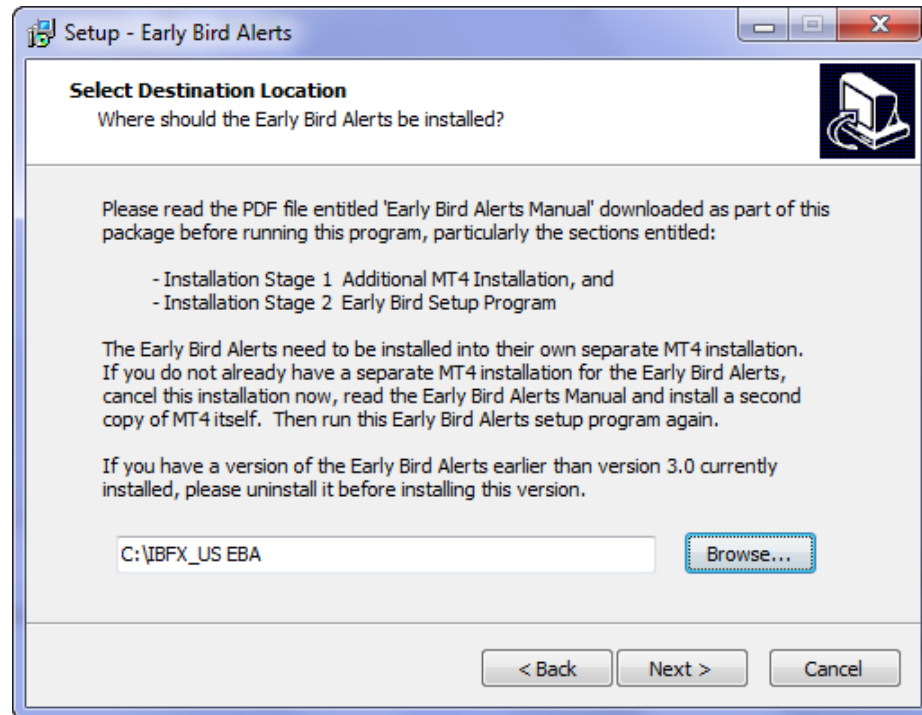 Setup - Early Bird Alerts
Select Destination Location
Where should the Early Bird Alerts be installed?
Please read the PDF file entitled 'Early Bird Alerts Manual' downloaded as part of this
package before running this program, particularly the sections entitled:
- Installation Stage 1 Additional MT4 Installation, and
- Installation Stage 2 Early Bird Setup Program
The Early Bird Alerts need to be installed into their own separate MT4 installation.
If you do not already have a separate MT4 installation for the Early Bird Alerts,
cancel this installation now, read the Early Bird Alerts Manual and install a second
copy of MT4 itself. Then run this Early Bird Alerts setup program again.
If you have a version of the Early Bird Alerts earlier than version 3.0 currently
installed, please uninstall it before installing this version.
C:\IBFX_US EBA
Browse...
< Back
Next >
Cancel